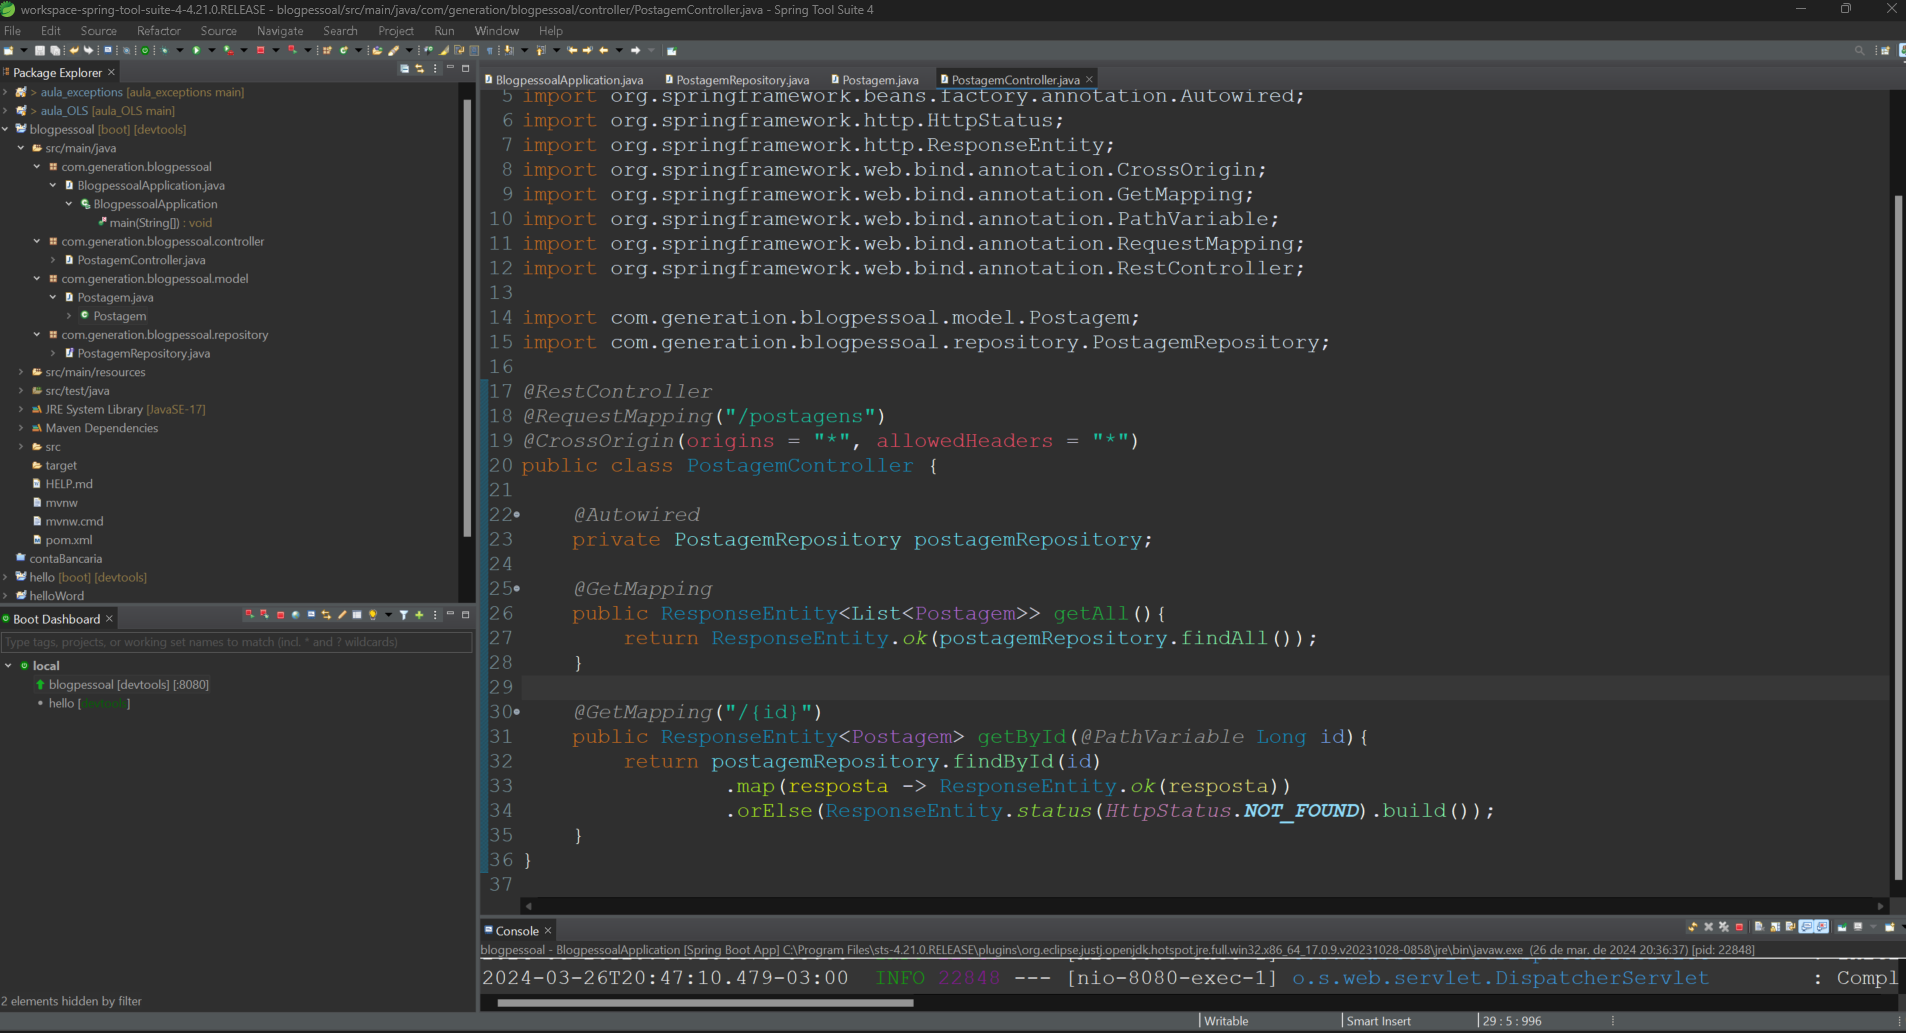 workspace-spring-tool-suite-4-4.21.0.RELEASE - blogpessoal/src/main/java/com/generation/blogpessoal/controller/PostagemController.java - Spring Tool Suite 4
File Edit Source Refactor Source Navigate Search Project Run Window Help
Package Explorer
> aula_exceptions [aula_exceptions main]
> aula_OLS [aula_OLS main]
blogpessoal [boot] [devtools]
src/main/java
com.generation.blogpessoal
BlogpessoalApplication.java
BlogpessoalApplication
main(String[]) : void
com.generation.blogpessoal.controller
PostagemController.java
com.generation.blogpessoal.model
Postagem.java
Postagem
com.generation.blogpessoal.repository
PostagemRepository.java
src/main/resources
src/test/java
JRE System Library [JavaSE-17]
Maven Dependencies
src
target
HELP.md
mvnw
mvnw.cmd
pom.xml
contaBancaria
hello [boot] [devtools]
helloWord
Boot Dashboard
Type tags, projects, or working set names to match (incl. * and ? wildcards)
local
blogpessoal [devtools] [:8080]
hello [devtools]
2 elements hidden by filter
BlogpessoalApplication.java PostagemRepository.java Postagem.java PostagemController.java
5 import org.springframework.beans.factory.annotation.Autowired;
6 import org.springframework.http.HttpStatus;
7 import org.springframework.http.ResponseEntity;
8 import org.springframework.web.bind.annotation.CrossOrigin;
9 import org.springframework.web.bind.annotation.GetMapping;
10 import org.springframework.web.bind.annotation.PathVariable;
11 import org.springframework.web.bind.annotation.RequestMapping;
12 import org.springframework.web.bind.annotation.RestController;
13
14 import com.generation.blogpessoal.model.Postagem;
15 import com.generation.blogpessoal.repository.PostagemRepository;
16
17 @RestController
18 @RequestMapping("/postagens")
19 @CrossOrigin(origins = "*", allowedHeaders = "*")
20 public class PostagemController {
21
22 @Autowired
23 private PostagemRepository postagemRepository;
24
25 @GetMapping
26 public ResponseEntity<List<Postagem>> getAll(){
27 return ResponseEntity.ok(postagemRepository.findAll());
28 }
29
30 @GetMapping("/{id}")
31 public ResponseEntity<Postagem> getById(@PathVariable Long id){
32 return postagemRepository.findById(id)
33 .map(resposta -> ResponseEntity.ok(resposta))
34 .orElse(ResponseEntity.status(HttpStatus.NOT_FOUND).build());
35 }
36 }
37
Console
blogpessoal - BlogpessoalApplication [Spring Boot App] C:\Program Files\sts-4.21.0.RELEASE\plugins\org.eclipse.justj.openjdk.hotspot.jre.full.win32.x86_64_17.0.9.v20231028-0858\jre\bin\javaw.exe (26 de mar. de 2024 20:36:37) [pid: 22848]
2024-03-26T20:47:10.479-03:00 INFO 22848 --- [nio-8080-exec-1] o.s.web.servlet.DispatcherServlet : Compl
Writable Smart Insert 29 : 5 : 996